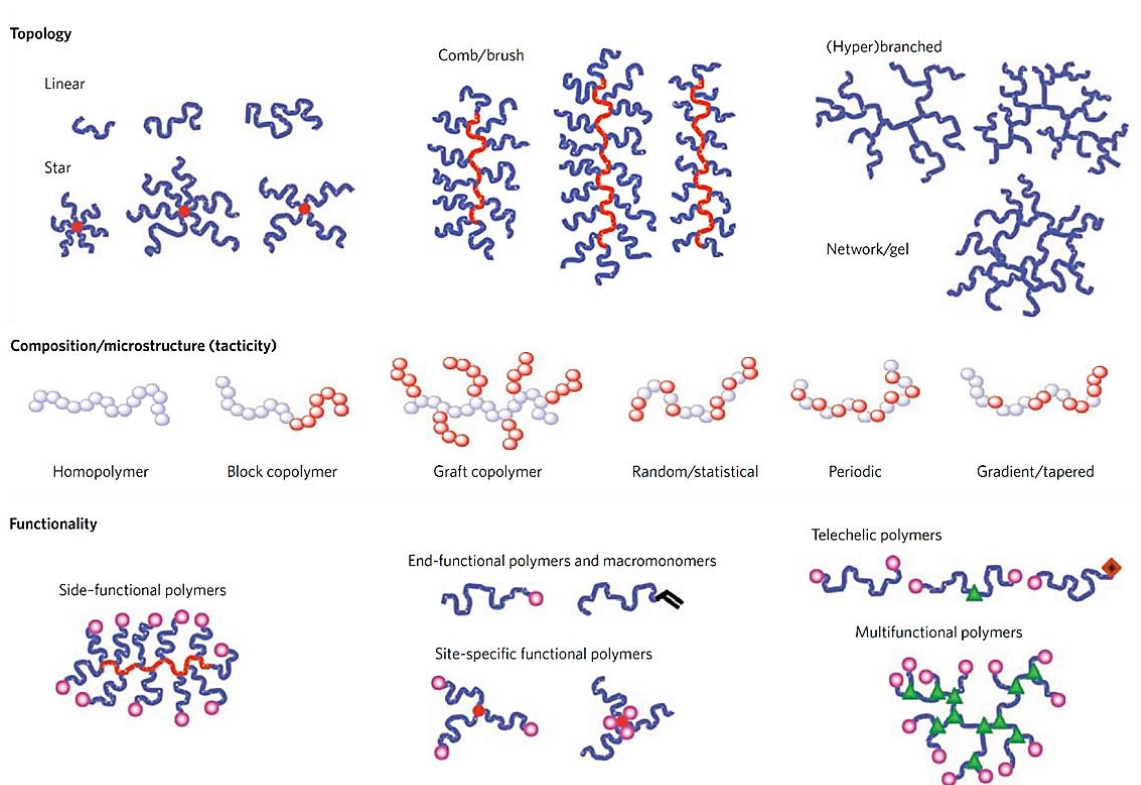 Topology
Linear
Star
Comb/brush
(Hyper)branched
Network/gel
Composition/microstructure (tacticity)
Homopolymer
Block copolymer
Graft copolymer
Random/statistical
Periodic
Gradient/tapered
Functionality
Side-functional polymers
End-functional polymers and macromonomers
Site-specific functional polymers
Telechelic polymers
Multifunctional polymers